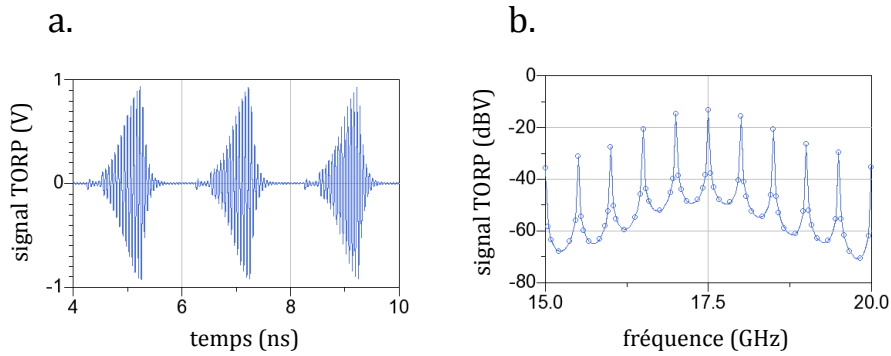 a.
signal TORP (V)
1
0
-1
4
6
8
10
temps (ns)
b.
signal TORP (dBV)
0
-20
-40
-60
-80
15.0
17.5
20.0
fréquence (GHz)